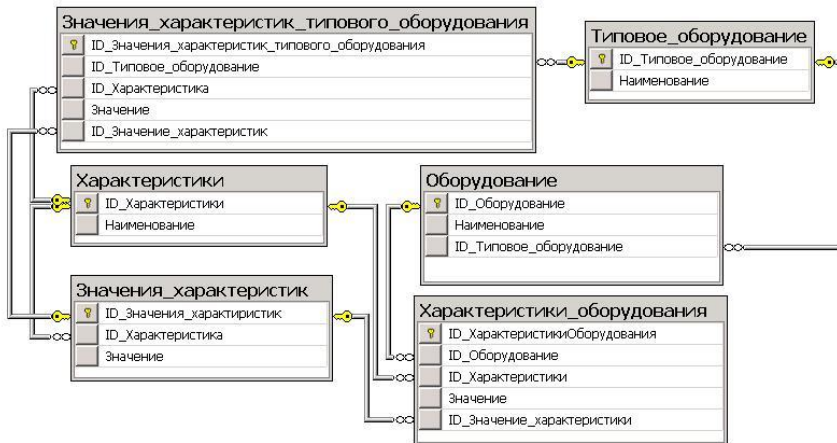 Значения_характеристик_типового_оборудования
ID_Значения_характеристик_типового_оборудования
ID_Типовое_оборудование
ID_Характеристика
Значение
ID_Значение_характеристик
Типовое_оборудование
ID_Типовое_оборудование
Наименование
Характеристики
ID_Характеристики
Наименование
Оборудование
ID_Оборудование
Наименование
ID_Типовое_оборудование
Значения_характеристик
ID_Значения_характиристик
ID_Характеристика
Значение
Характеристики_оборудования
ID_ХарактеристикиОборудования
ID_Оборудование
ID_Характеристики
Значение
ID_Значение_характеристики